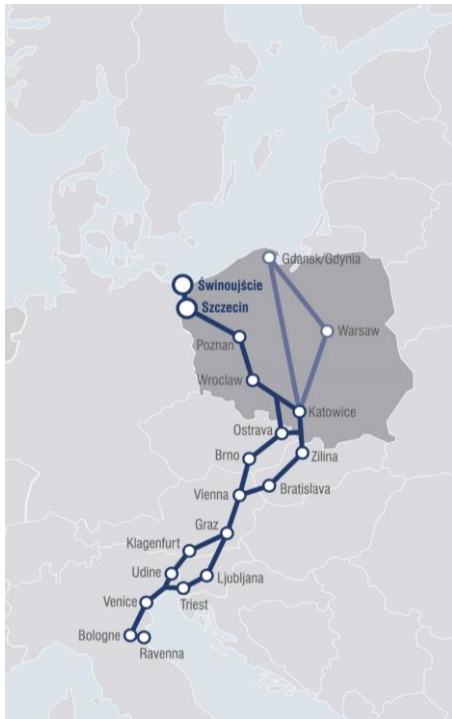 Gdansk/Gdynia
Świnoujście
Szczecin
Warsaw
Poznan
Wroclaw
Katowice
Ostrava
Brno
Zilina
Vienna
Bratislava
Graz
Klagenfurt
Udine
Ljubljana
Venice
Triest
Bologne
Ravenna